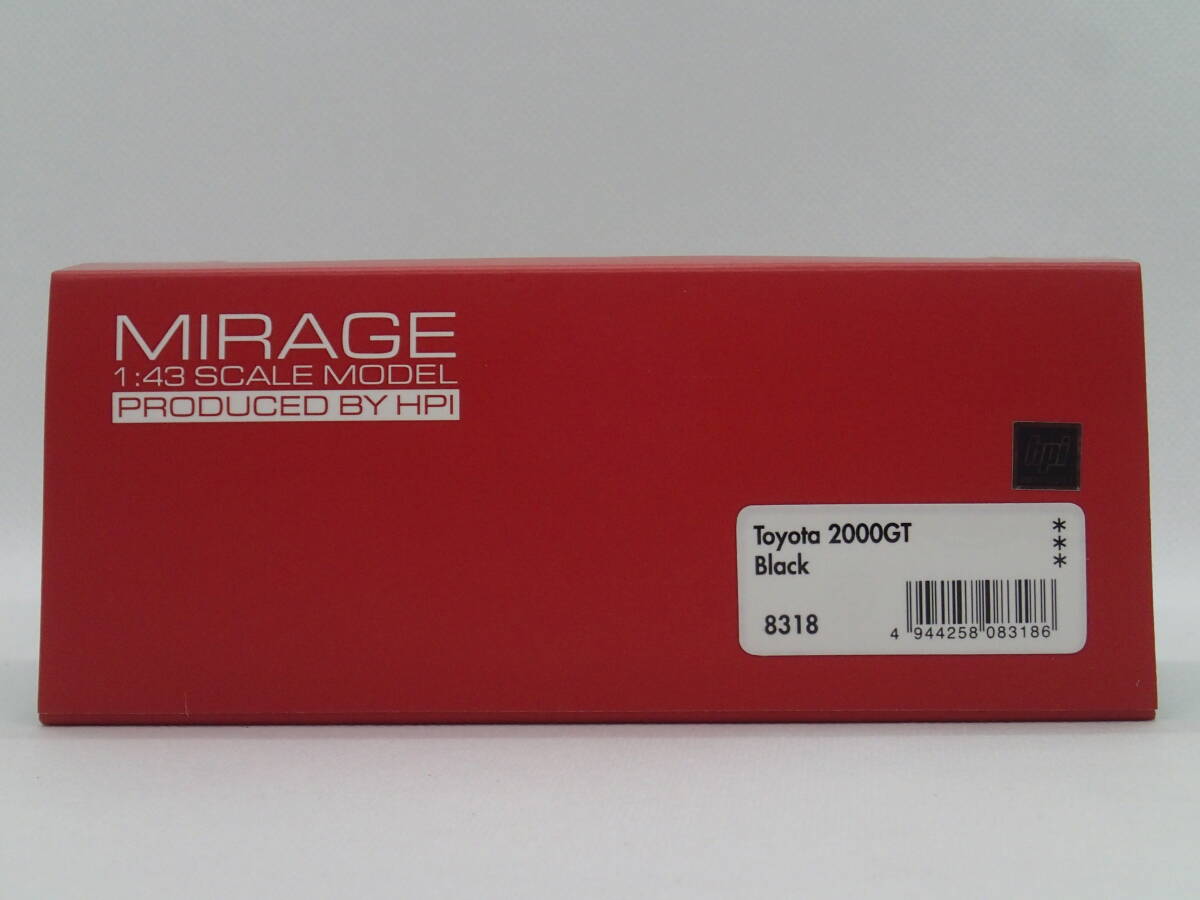 MIRAGE
1:43 SCALE MODEL
PRODUCED BY HPI
hpi
Toyota 2000GT
Black
***
8318
4 944258 083186